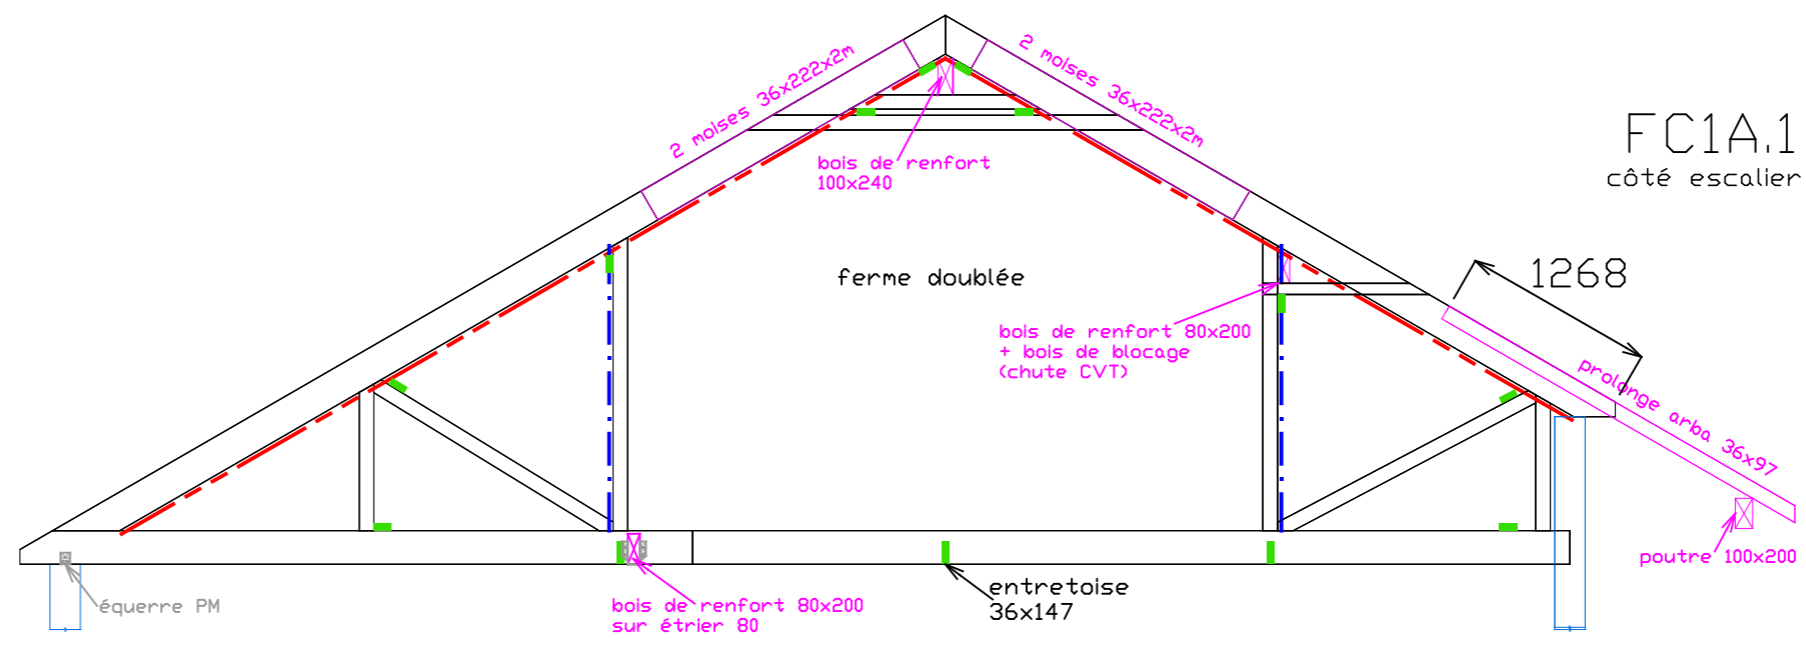 2 moises 36x222x2m
2 moises 36x222x2m
FC1A.1
côté escalier
bois de renfort
100x240
ferme doublée
1268
bois de renfort 80x200
+ bois de blocage
(chute CVT)
prolonge arba 36x97
poutre 100x200
équerre PM
bois de renfort 80x200
sur étrier 80
entretoise
36x147